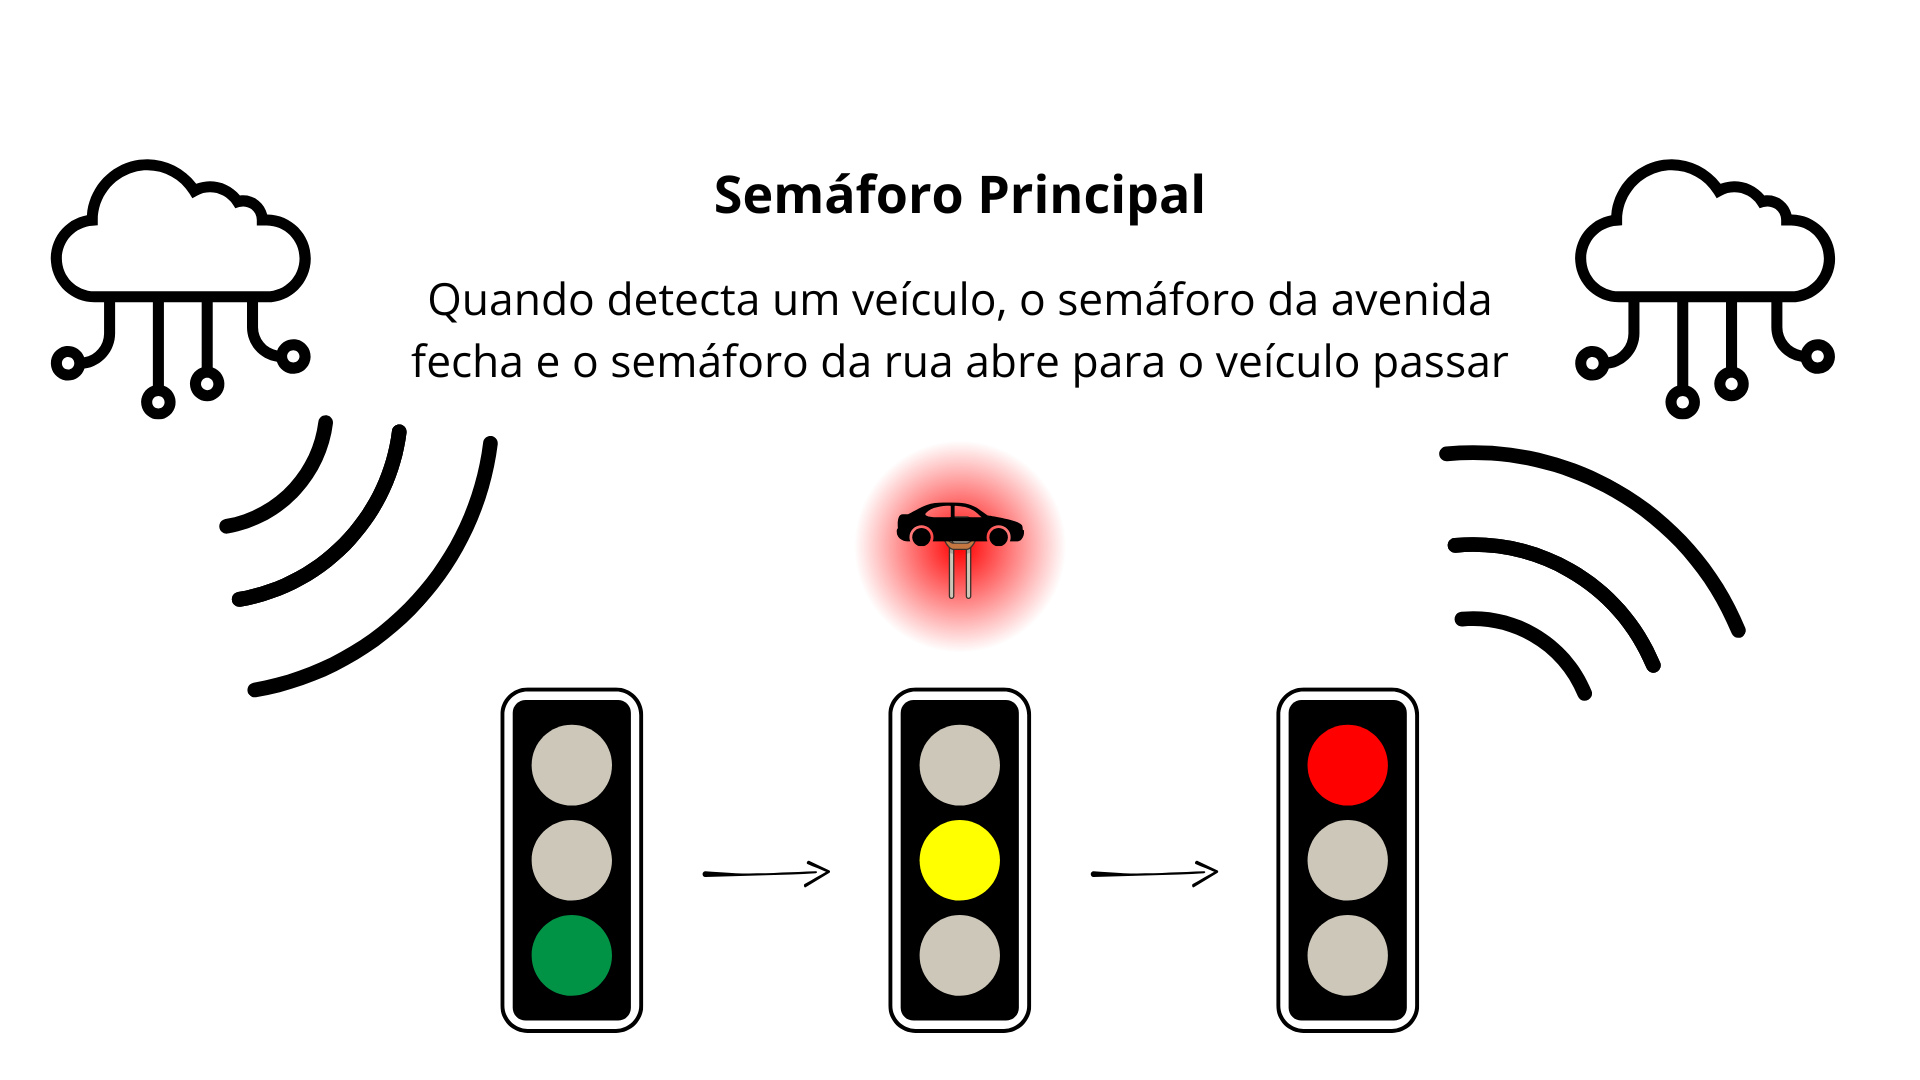 Semáforo Principal
Quando detecta um veículo, o semáforo da avenida
fecha e o semáforo da rua abre para o veículo passar